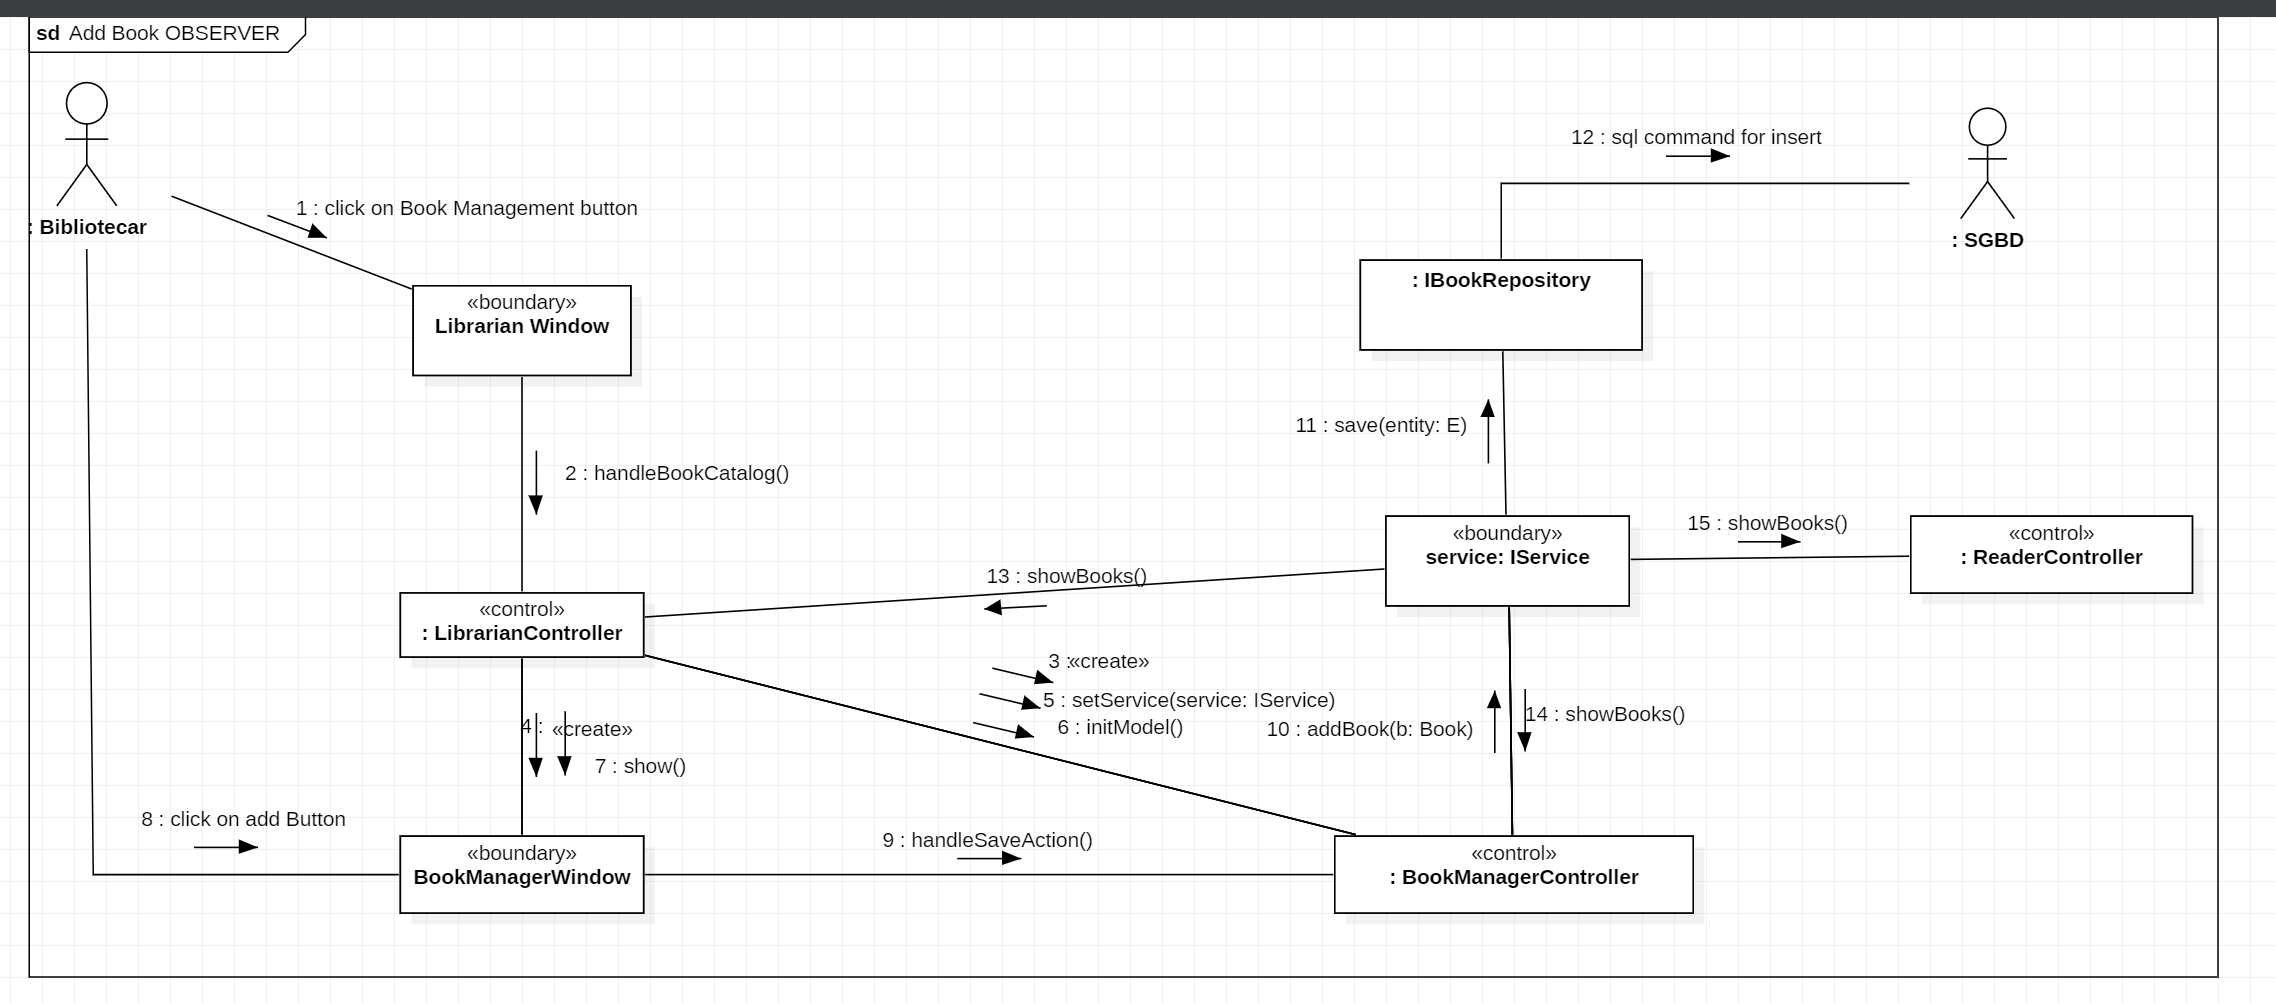 sd Add Book OBSERVER
12 : sql command for insert
1 : click on Book Management button
: Bibliotecar
: SGBD
: IBookRepository
«boundary»
Librarian Window
11 : save(entity: E)
2 : handleBookCatalog()
15 : showBooks()
«boundary»
service: IService
«control»
: ReaderController
13 : showBooks()
«control»
: LibrarianController
3 :«create»
5 : setService(service: IService)
6 : initModel()
10 : addBook(b: Book)
14 : showBooks()
4 : «create»
7 : show()
8 : click on add Button
9 : handleSaveAction()
«boundary»
BookManagerWindow
«control»
: BookManagerController